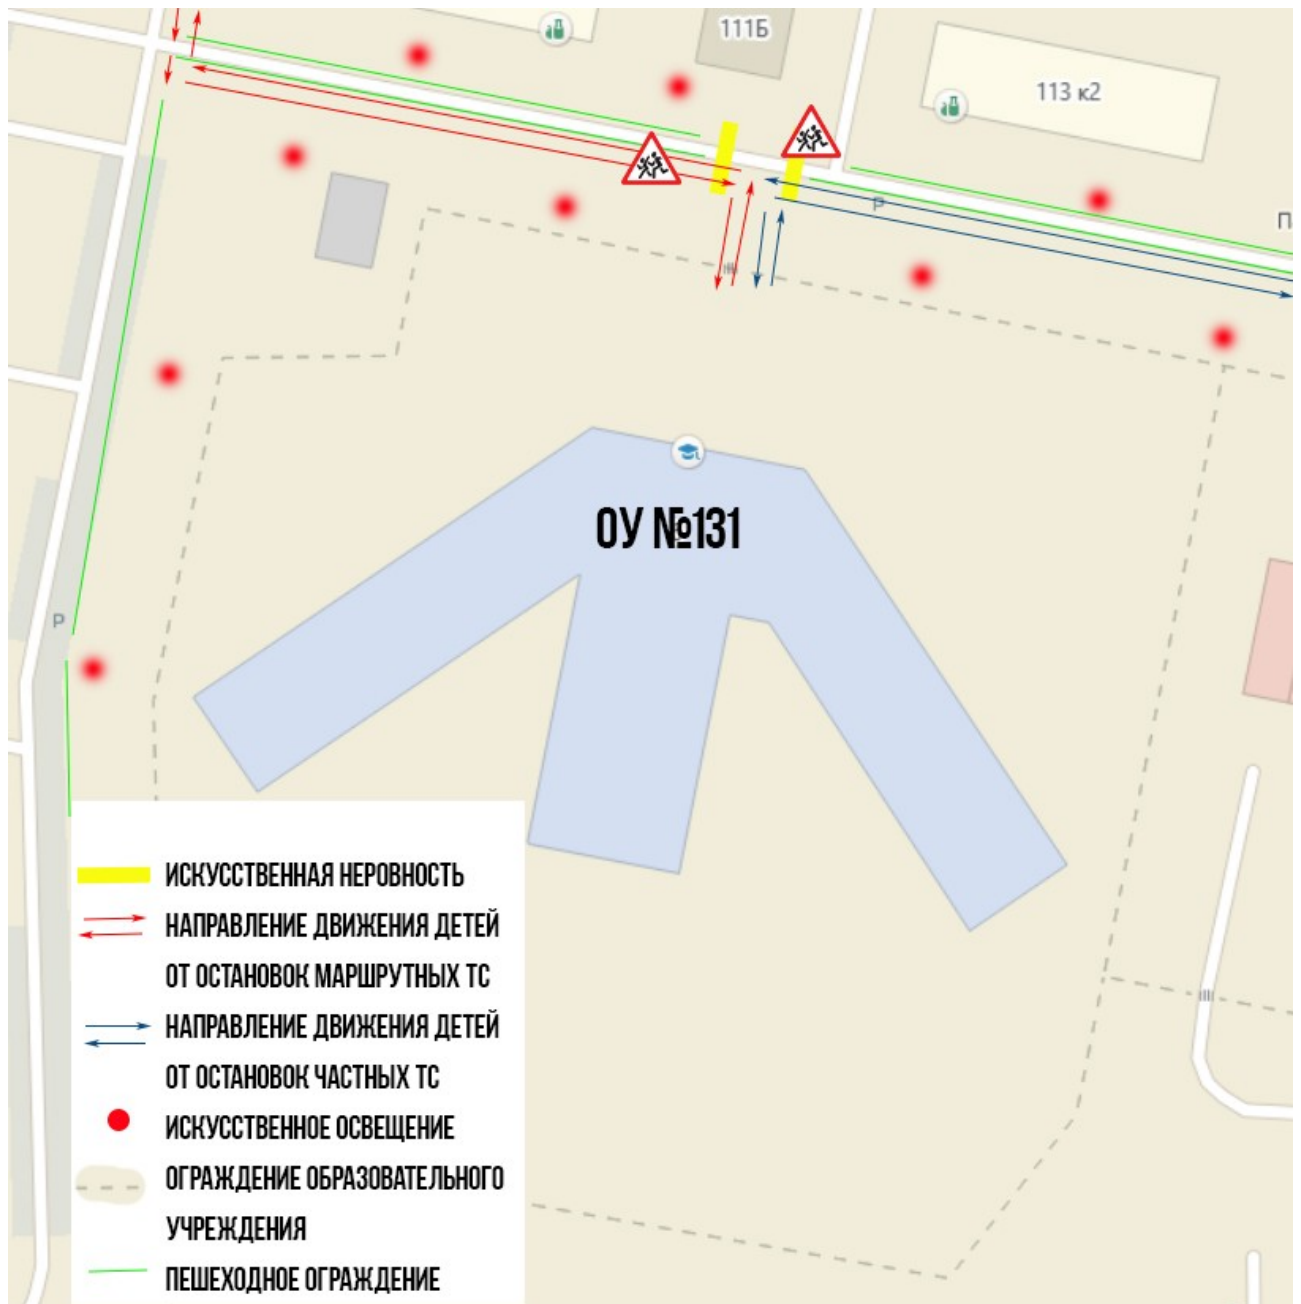 111Б
113 к2
П
Р
ОУ №131
Р
ИСКУССТВЕННАЯ НЕРОВНОСТЬ
НАПРАВЛЕНИЕ ДВИЖЕНИЯ ДЕТЕЙ
ОТ ОСТАНОВОК МАРШРУТНЫХ ТС
НАПРАВЛЕНИЕ ДВИЖЕНИЯ ДЕТЕЙ
ОТ ОСТАНОВОК ЧАСТНЫХ ТС
ИСКУССТВЕННОЕ ОСВЕЩЕНИЕ
ОГРАЖДЕНИЕ ОБРАЗОВАТЕЛЬНОГО
УЧРЕЖДЕНИЯ
ПЕШЕХОДНОЕ ОГРАЖДЕНИЕ